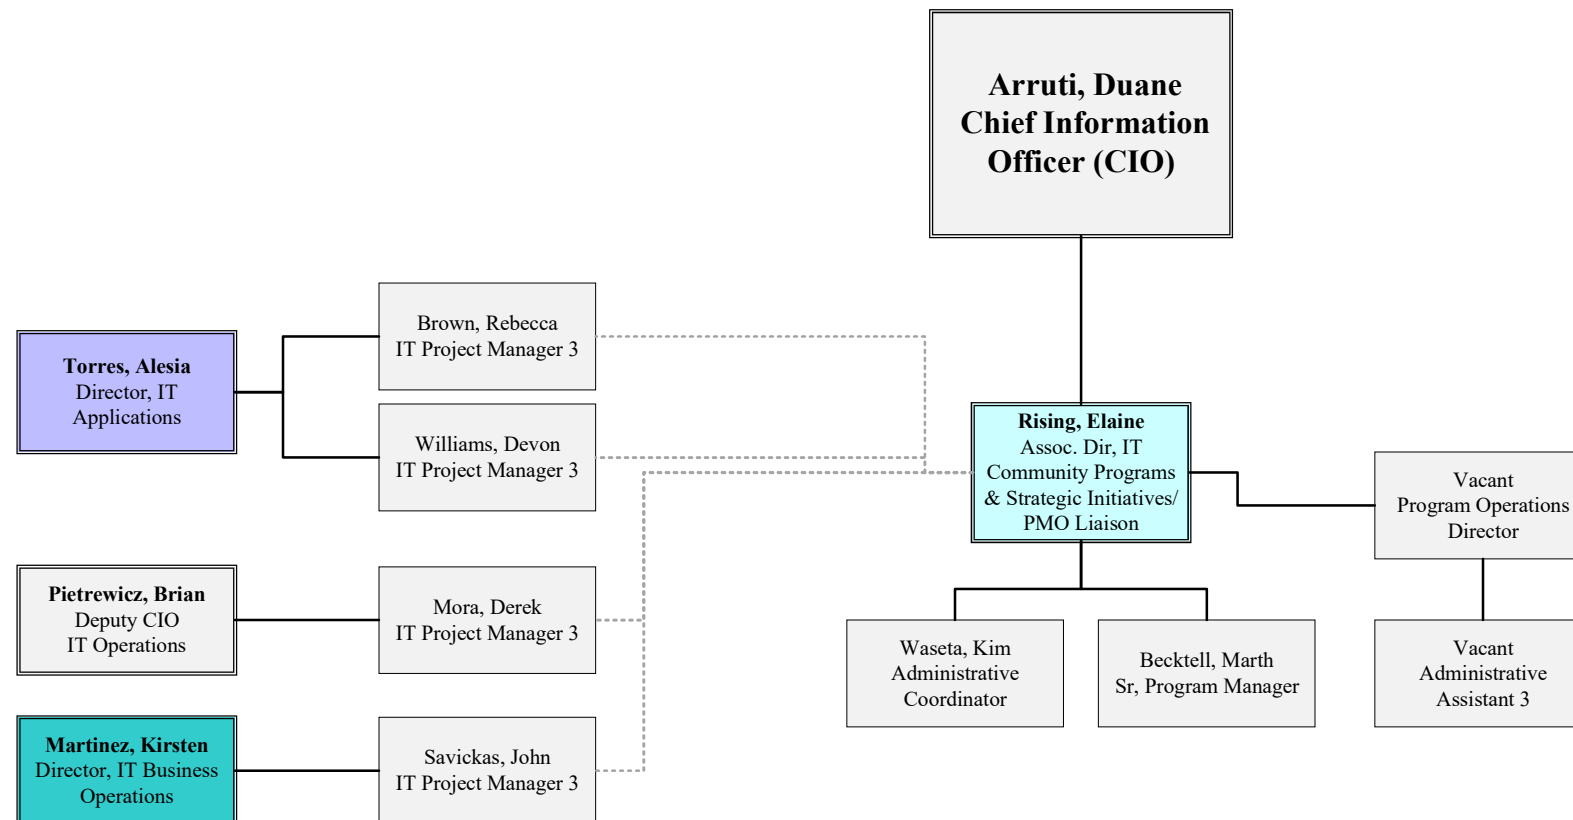 Arruti, Duane
Chief Information
Officer (CIO)
Brown, Rebecca
IT Project Manager 3
Torres, Alesia
Director, IT
Applications
Williams, Devon
IT Project Manager 3
Rising, Elaine
Assoc. Dir, IT
Community Programs
& Strategic Initiatives/
PMO Liaison
Vacant
Program Operations
Director
Pietrewicz, Brian
Deputy CIO
IT Operations
Mora, Derek
IT Project Manager 3
Waseta, Kim
Administrative
Coordinator
Becktell, Marth
Sr, Program Manager
Vacant
Administrative
Assistant 3
Martinez, Kirsten
Director, IT Business
Operations
Savickas, John
IT Project Manager 3